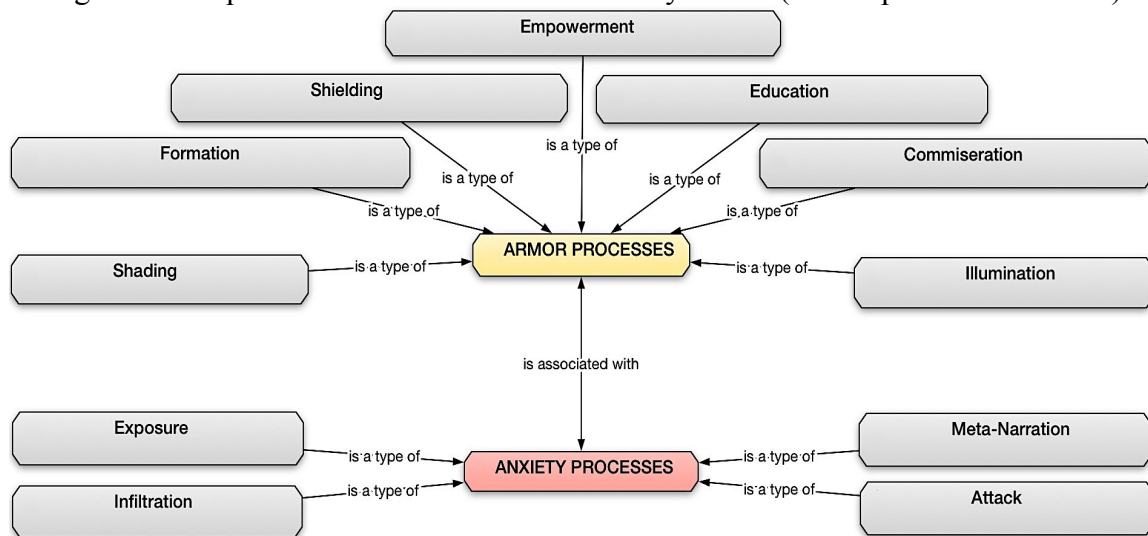 Empowerment
Shielding
Education
is a type of
Formation
Commiseration
is a type of
is a type of
is a type of
is a type of
ARMOR PROCESSES
Shading
is a type of
is a type of
Illumination
is associated with
Exposure
Meta-Narration
is a type of
is a type of
ANXIETY PROCESSES
Infiltration
is a type of
is a type of
Attack